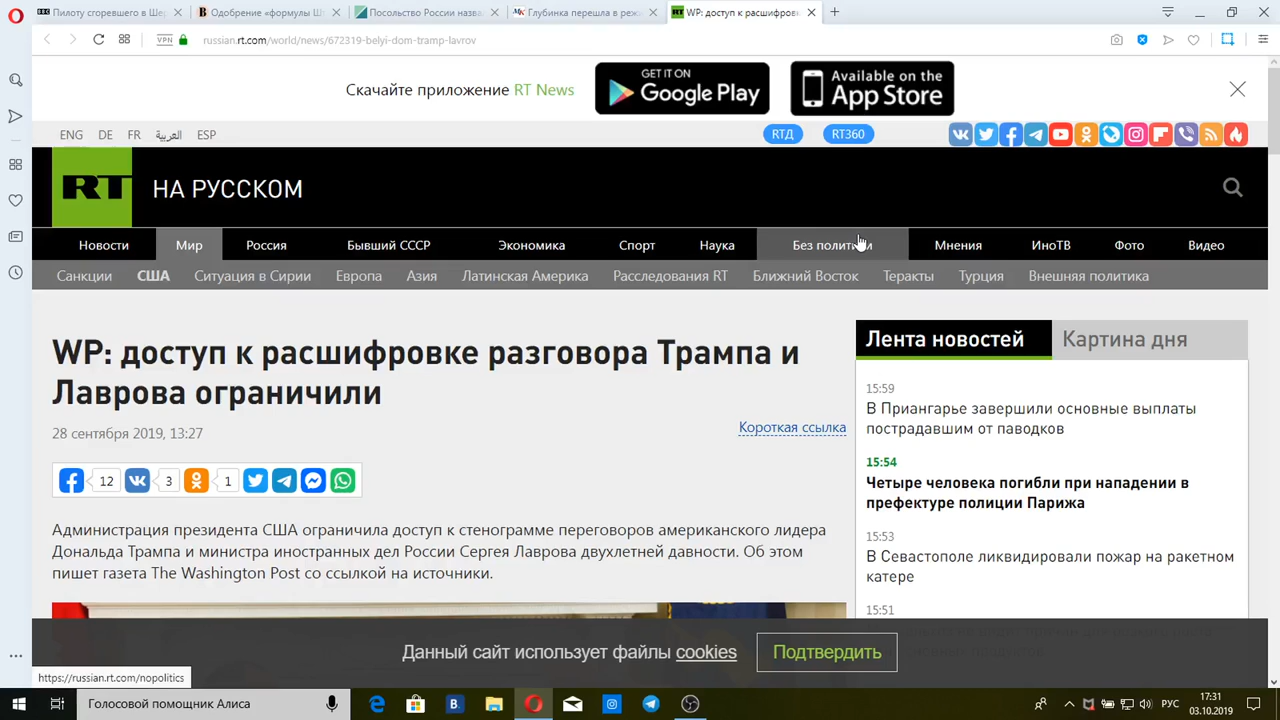 Пилоту сгоревшего в Шер
Одобрение «формулы Ш
Посольство России назва
Глубинка перешла в реж
WP: доступ к расшифров
VPN
russian.rt.com/world/news/672319-belyi-dom-tramp-lavrov
Скачайте приложение RT News
GET IT ON
Google Play
Available on the
App Store
ENG DE FR العربية ESP
РТД
RT360
RT
НА РУССКОМ
Новости Мир Россия Бывший СССР Экономика Спорт Наука Без политики Мнения ИноТВ Фото Видео
Санкции США Ситуация в Сирии Европа Азия Латинская Америка Расследования RT Ближний Восток Теракты Турция Внешняя политика
WP: доступ к расшифровке разговора Трампа и
Лаврова ограничили
28 сентября 2019, 13:27
Короткая ссылка
12 3 1
Администрация президента США ограничила доступ к стенограмме переговоров американского лидера
Дональда Трампа и министра иностранных дел России Сергея Лаврова двухлетней давности. Об этом
пишет газета The Washington Post со ссылкой на источники.
Лента новостей
Картина дня
15:59
В Приангарье завершили основные выплаты
пострадавшим от паводков
15:54
Четыре человека погибли при нападении в
префектуре полиции Парижа
15:53
В Севастополе ликвидировали пожар на ракетном
катере
15:51
Данный сайт использует файлы cookies
Подтвердить
https://russian.rt.com/nopolitics
Голосовой помощник Алиса
РУС
17:31
03.10.2019